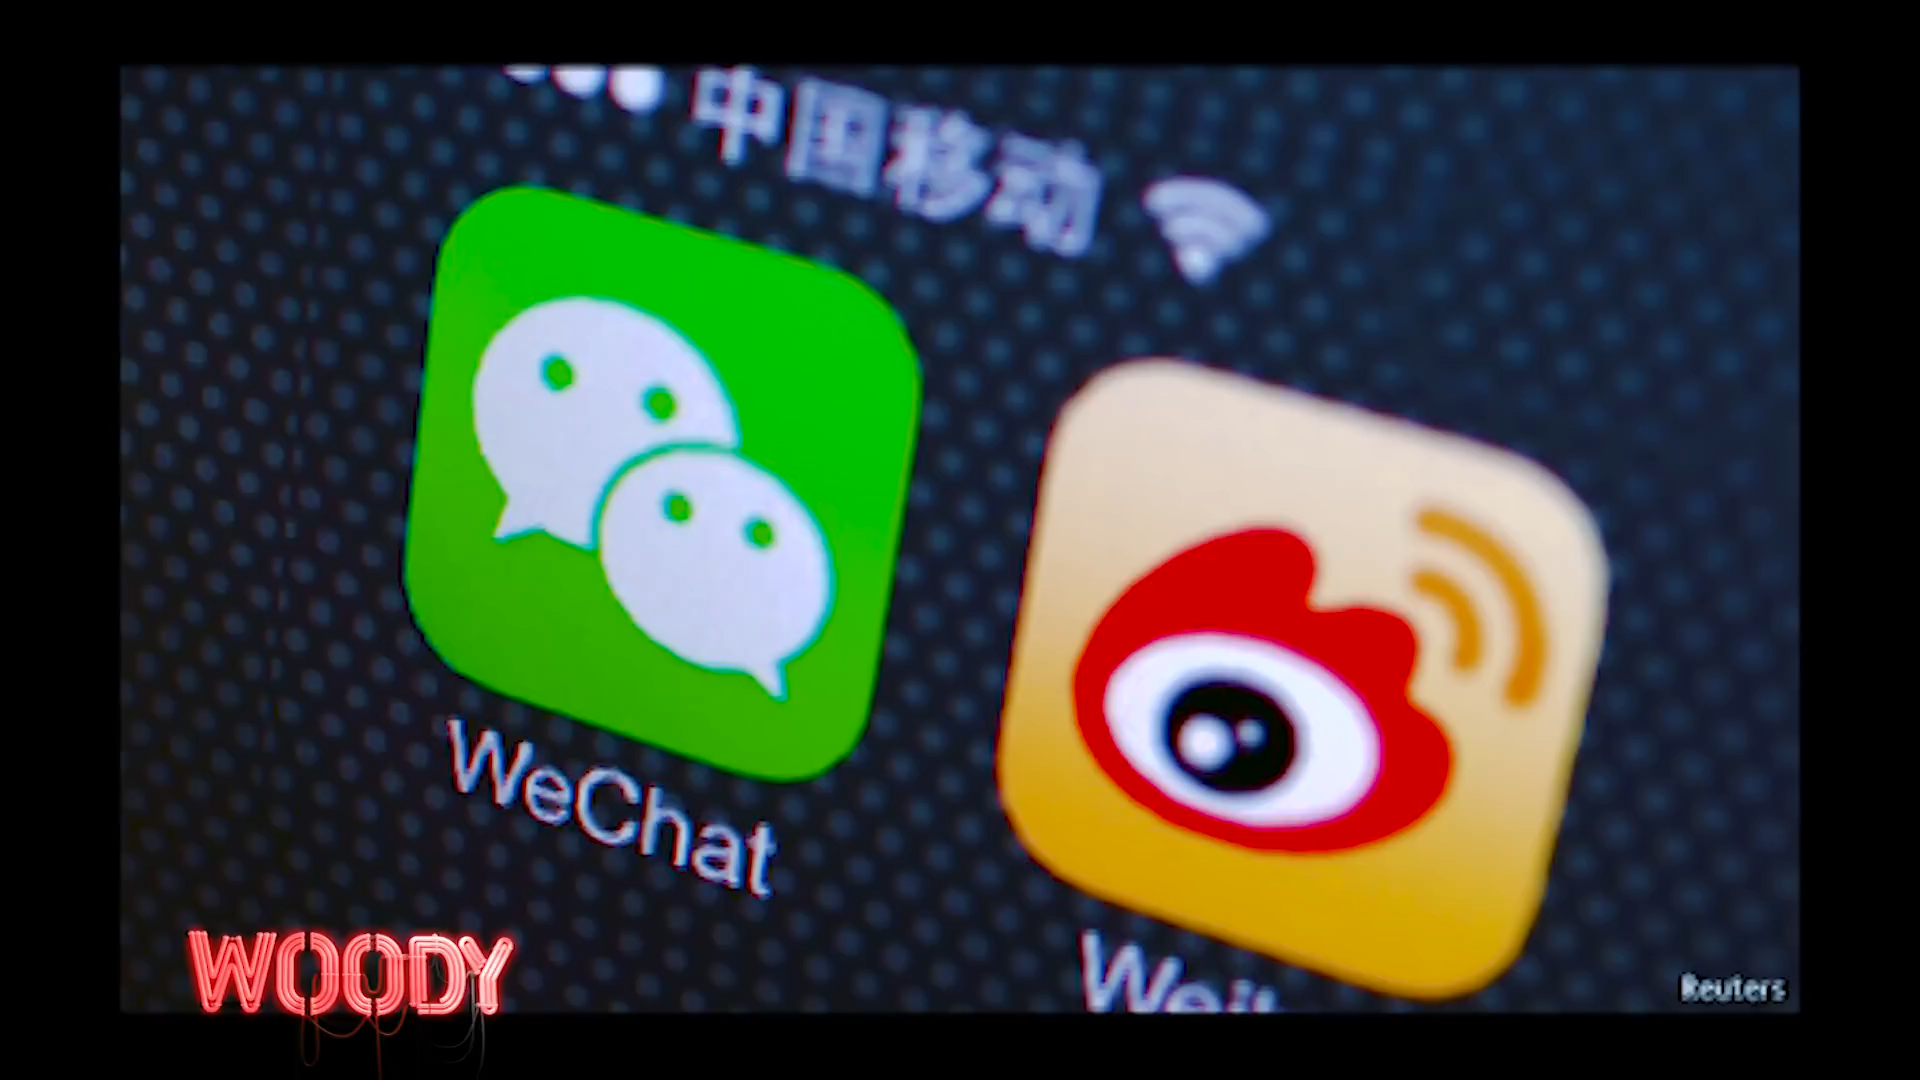 中国移动
WeChat
WOODY
Reuters